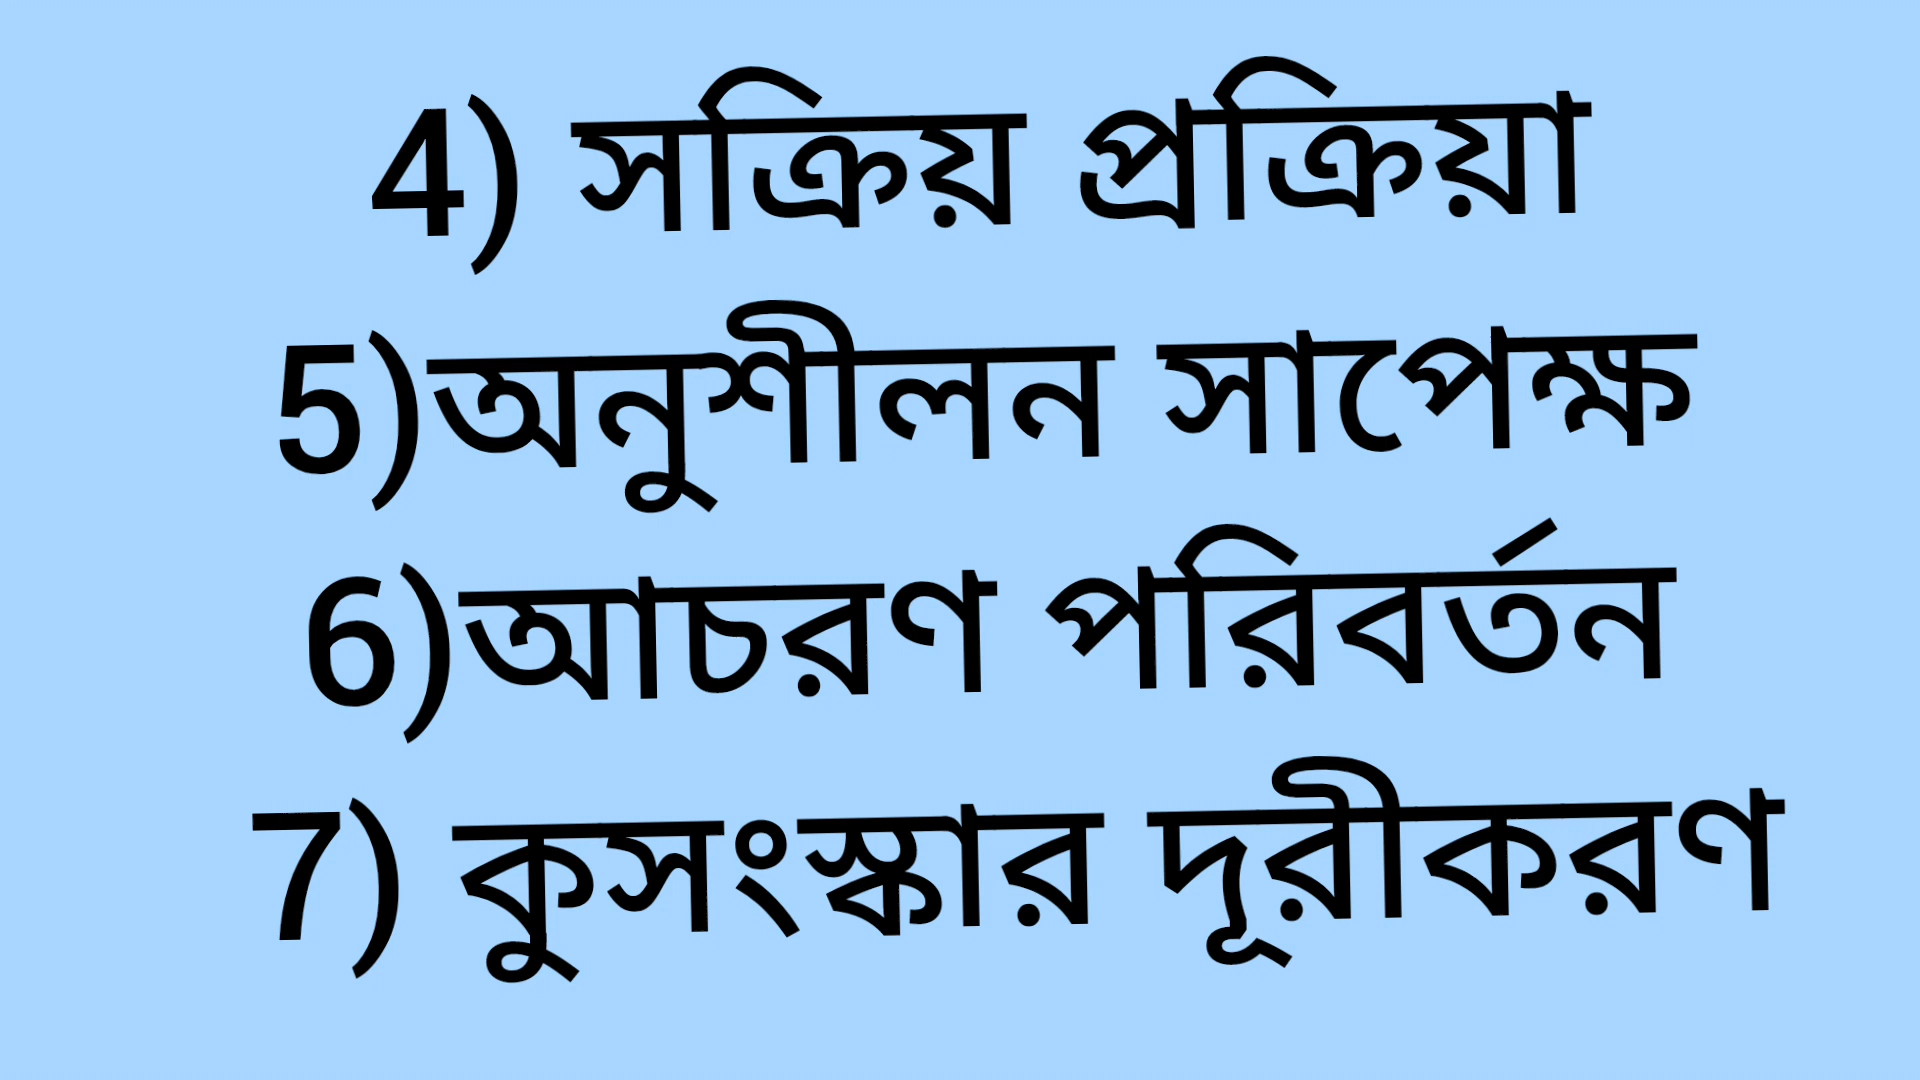 4) সক্রিয় প্রক্রিয়া
5)অনুশীলন সাপেক্ষ
6)আচরণ পরিবর্তন
7) কুসংস্কার দূরীকরণ